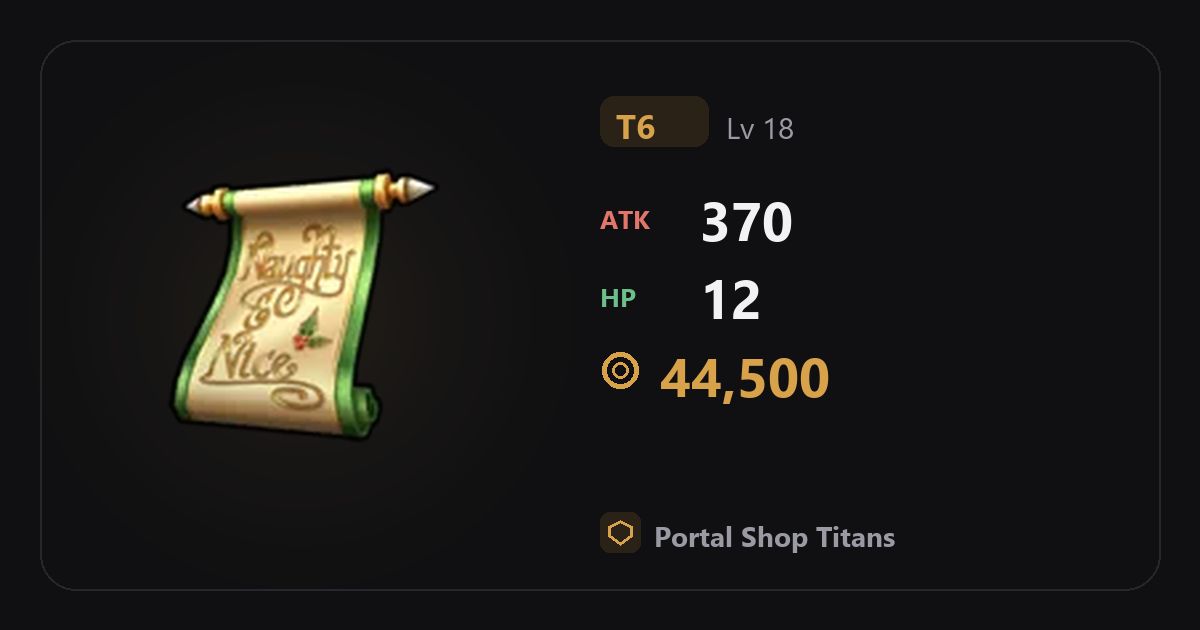 Naughty
&
Nice
T6 Lv 18
ATK 370
HP 12
44,500
Portal Shop Titans